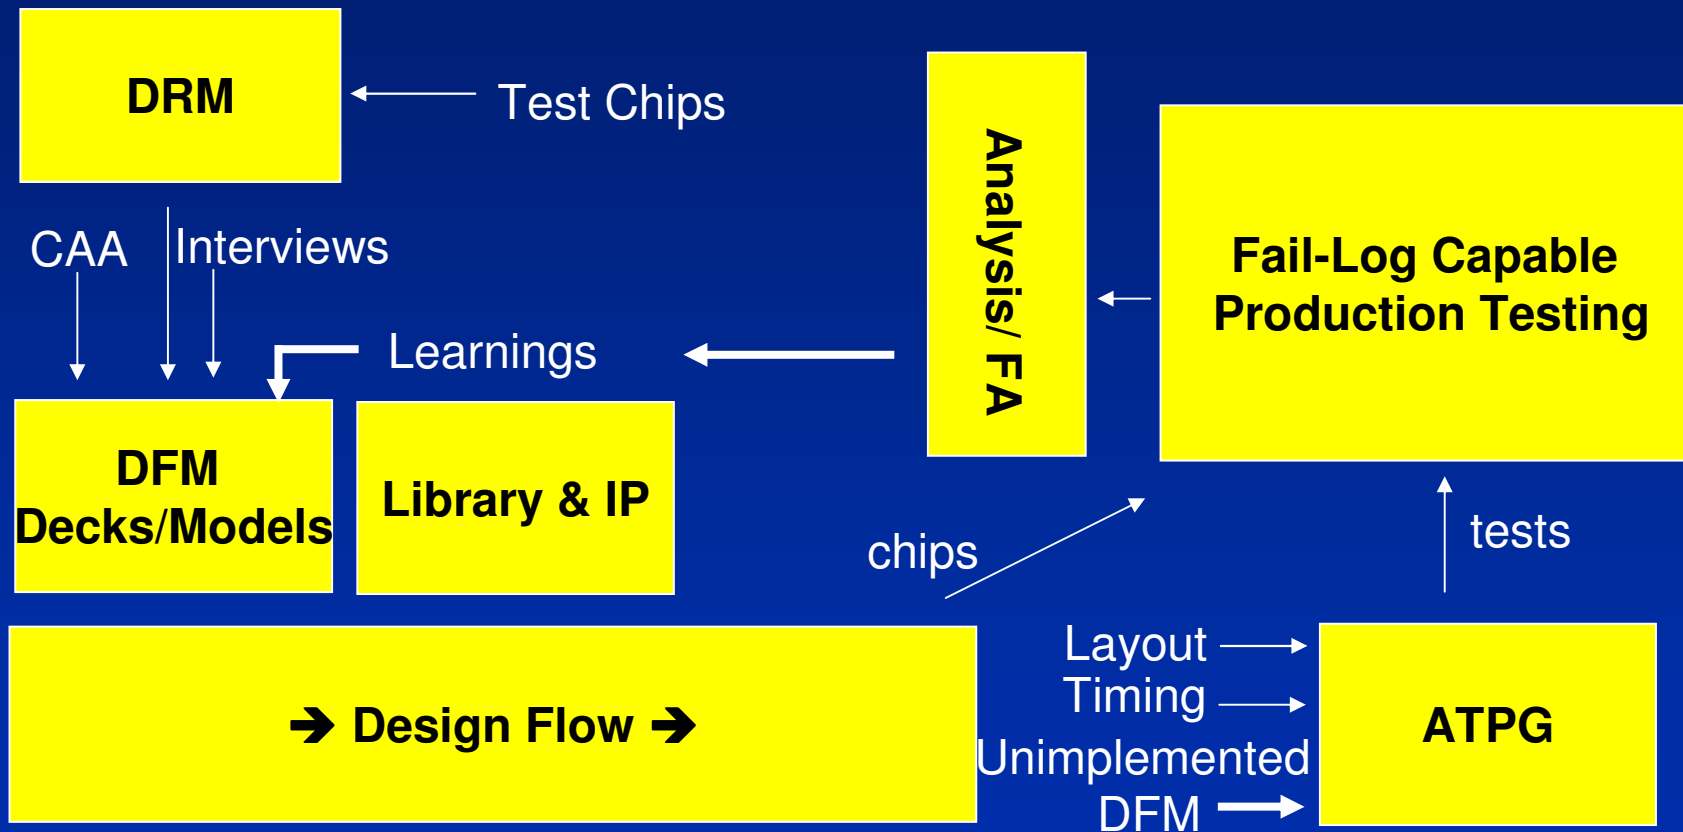 DRM
Test Chips
CAA
Interviews
Learnings
DFM
Decks/Models
Library & IP
Analysis/ FA
Fail-Log Capable
Production Testing
chips
tests
➔ Design Flow ➔
Layout
Timing
Unimplemented
DFM
ATPG